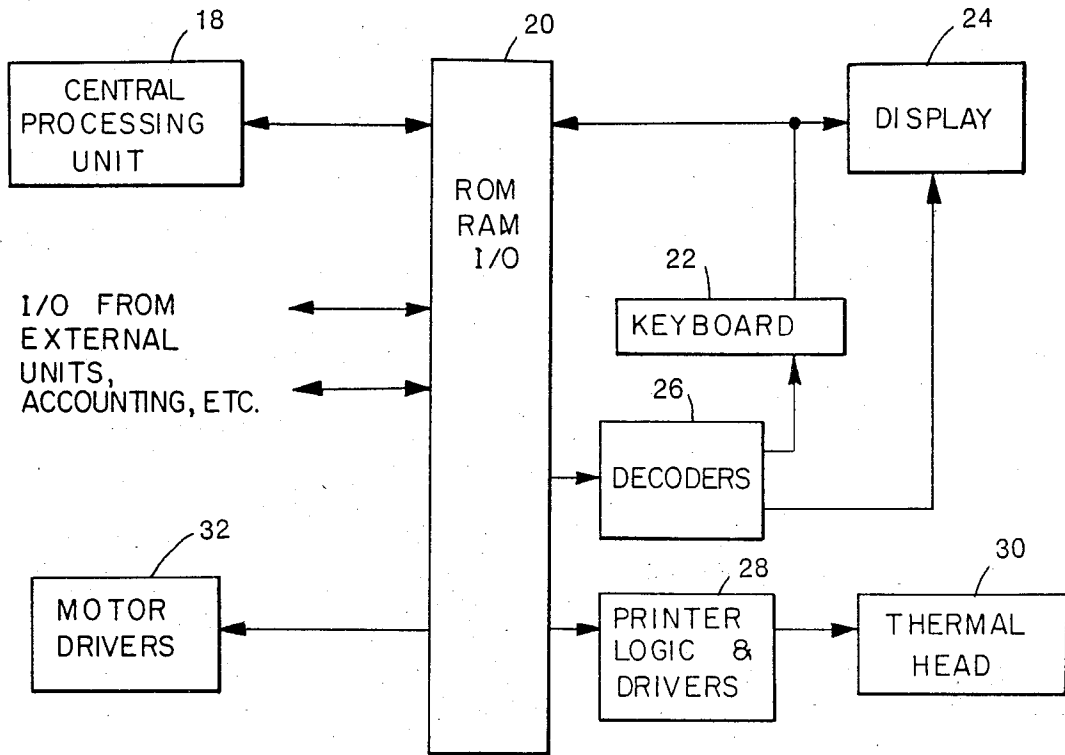 18
20
24
CENTRAL
PROCESSING
UNIT
DISPLAY
ROM
RAM
I/O
22
KEYBOARD
I/O FROM
EXTERNAL
UNITS,
ACCOUNTING, ETC.
26
DECODERS
32
28
30
MOTOR
DRIVERS
PRINTER
LOGIC &
DRIVERS
THERMAL
HEAD